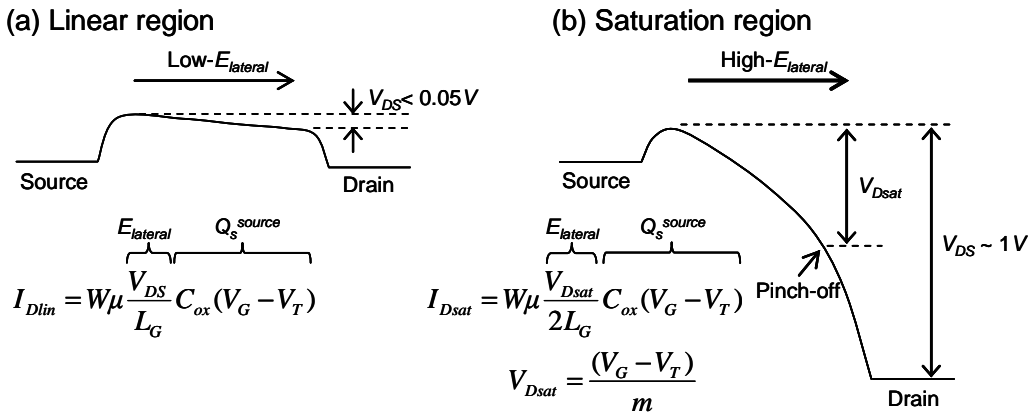 (a) Linear region
Low-E_lateral
V_DS < 0.05V
Source
Drain
E_lateral
Q_s^source
I_Dlin = Wμ V_DS/L_G C_ox(V_G − V_T)
(b) Saturation region
High-E_lateral
Source
V_Dsat
V_DS ~ 1V
Pinch-off
Drain
E_lateral
Q_s^source
I_Dsat = Wμ V_Dsat/2L_G C_ox(V_G − V_T)
V_Dsat = (V_G − V_T)/m